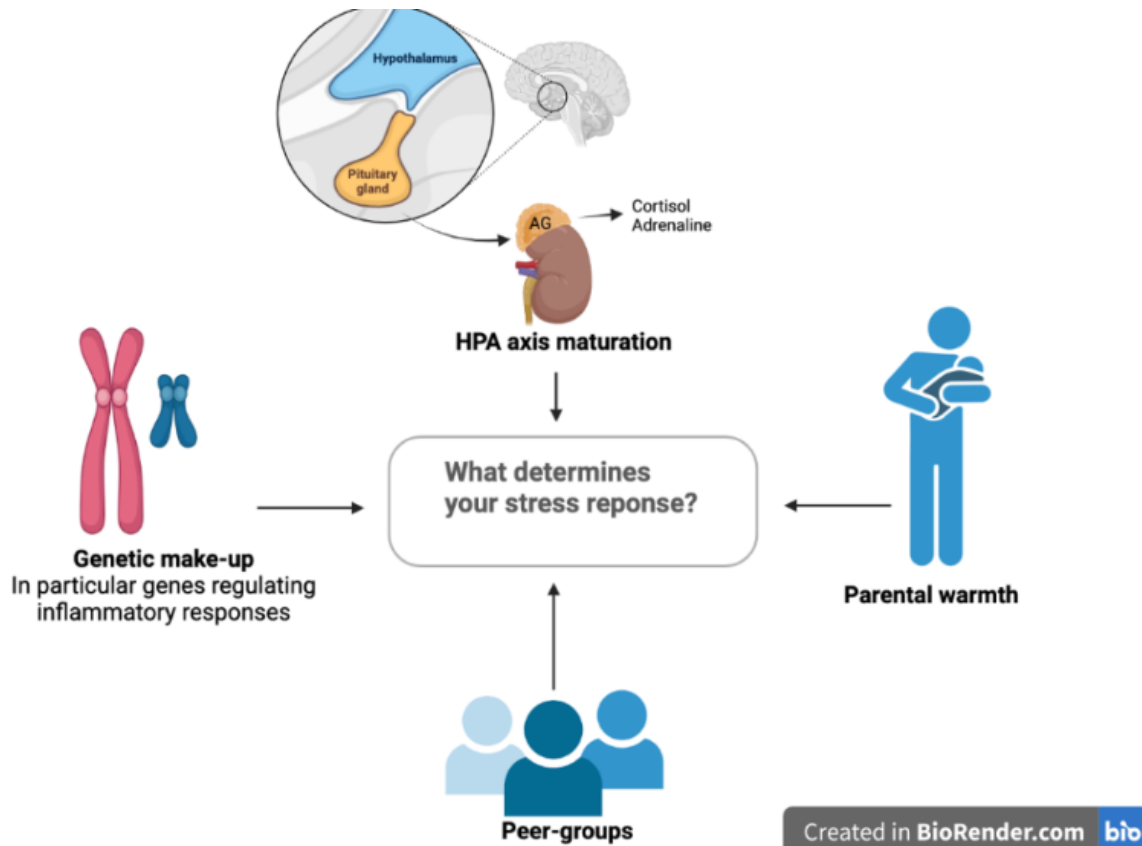 Hypothalamus
Pituitary
gland
AG
Cortisol
Adrenaline
HPA axis maturation
What determines
your stress reponse?
Genetic make-up
In particular genes regulating
inflammatory responses
Parental warmth
Peer-groups
Created in BioRender.com bio